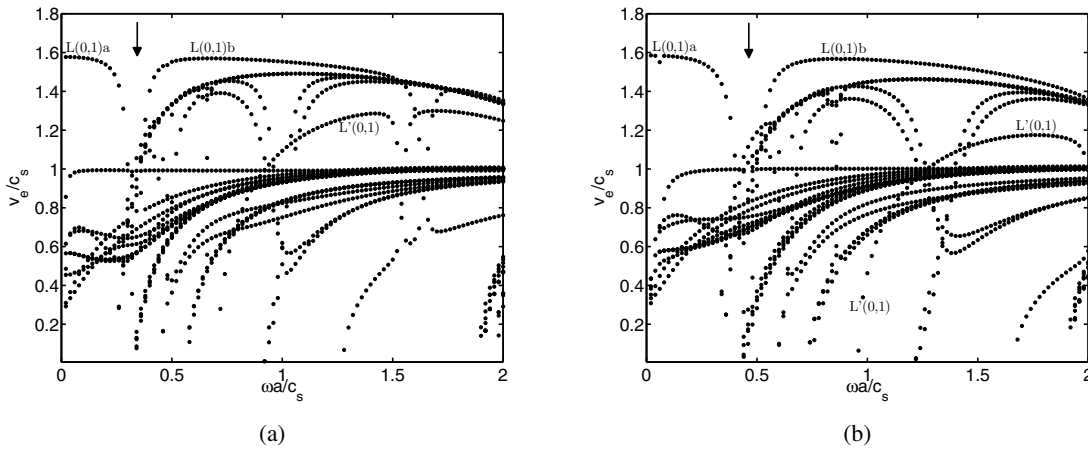 1.8
1.6
1.4
1.2
1
0.8
0.6
0.4
0.2
v_e/c_s
L(0,1)a
L(0,1)b
L'(0,1)
0 0.5 1 1.5 2
ωa/c_s
(a)
1.8
1.6
1.4
1.2
1
0.8
0.6
0.4
0.2
v_e/c_s
L(0,1)a
L(0,1)b
L'(0,1)
L'(0,1)
0 0.5 1 1.5 2
ωa/c_s
(b)